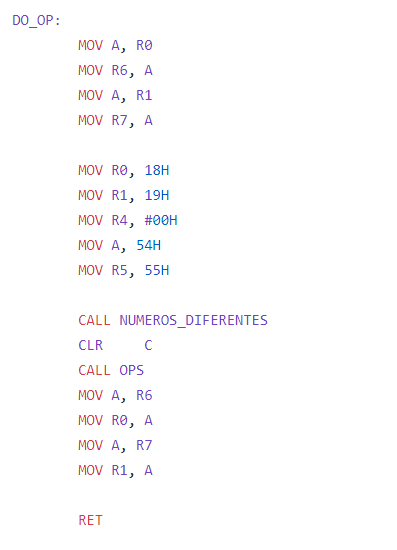 DO_OP:
MOV A, R0
MOV R6, A
MOV A, R1
MOV R7, A
MOV R0, 18H
MOV R1, 19H
MOV R4, #00H
MOV A, 54H
MOV R5, 55H
CALL NUMEROS_DIFERENTES
CLR     C
CALL OPS
MOV A, R6
MOV R0, A
MOV A, R7
MOV R1, A
RET